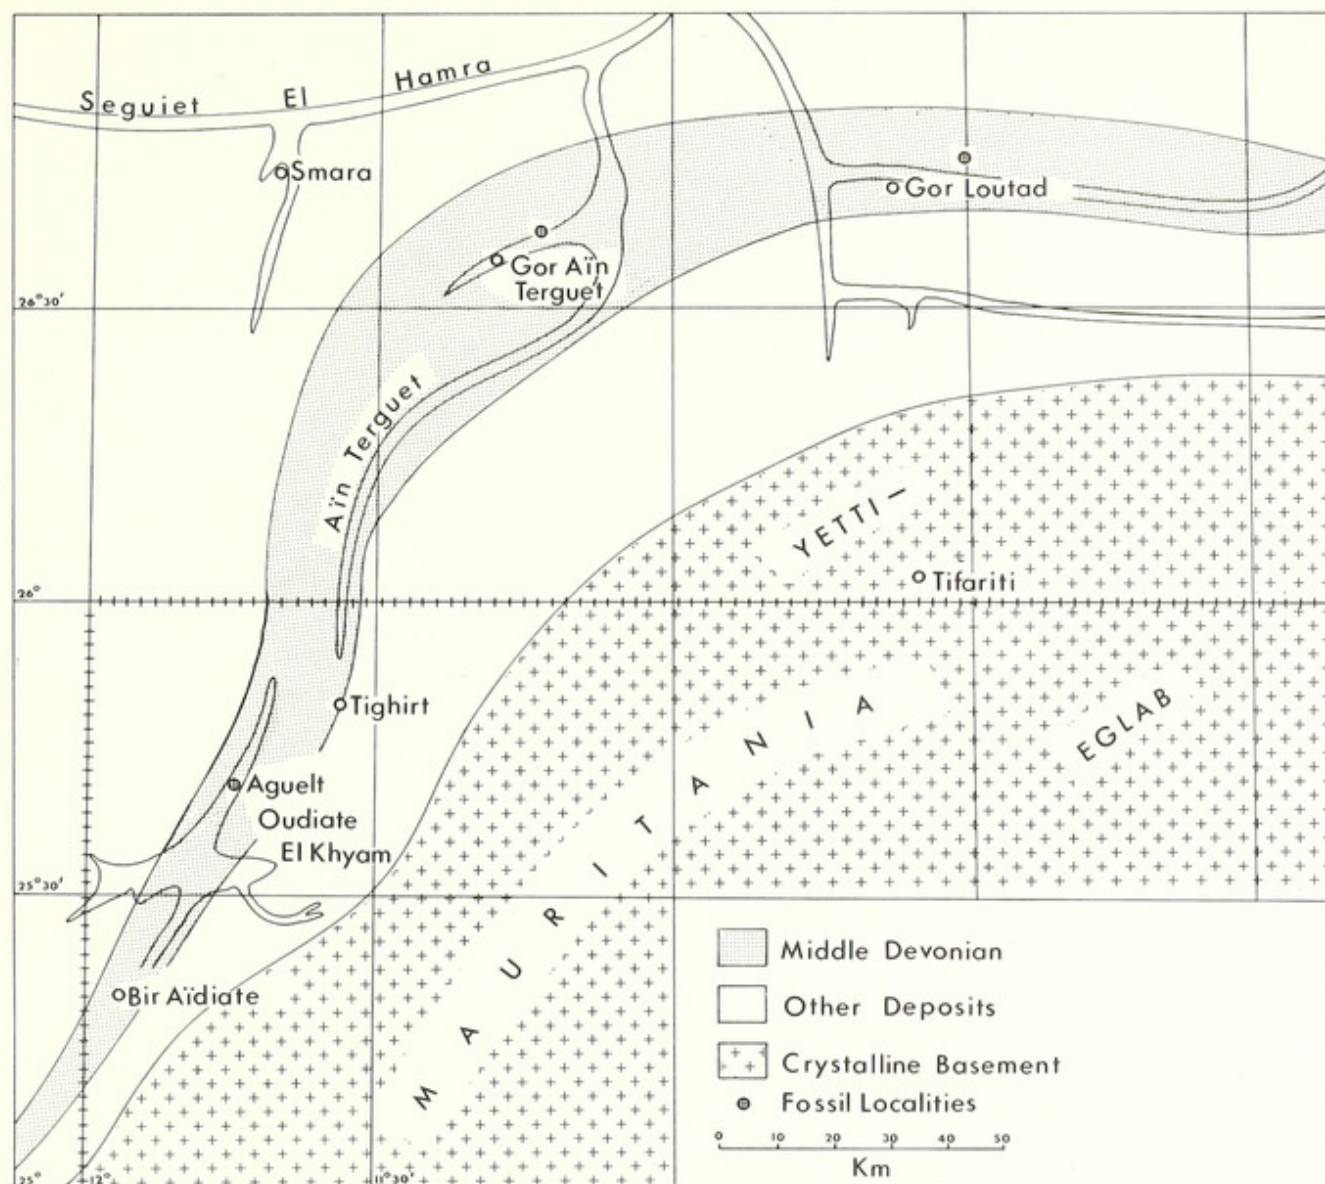 Seguiet El Hamra
Smara
Gor Loutad
Gor Aïn
Terguet
26°30'
Aïn Terguet
YETTI –
Tifariti
26°
Tighirt
MAURITANIA
EGLAB
Aguelt
Oudiate
El Khyam
25°30'
Bir Aïdiate
Middle Devonian
Other Deposits
Crystalline Basement
Fossil Localities
0 10 20 30 40 50
Km
25° 12° 11°30'